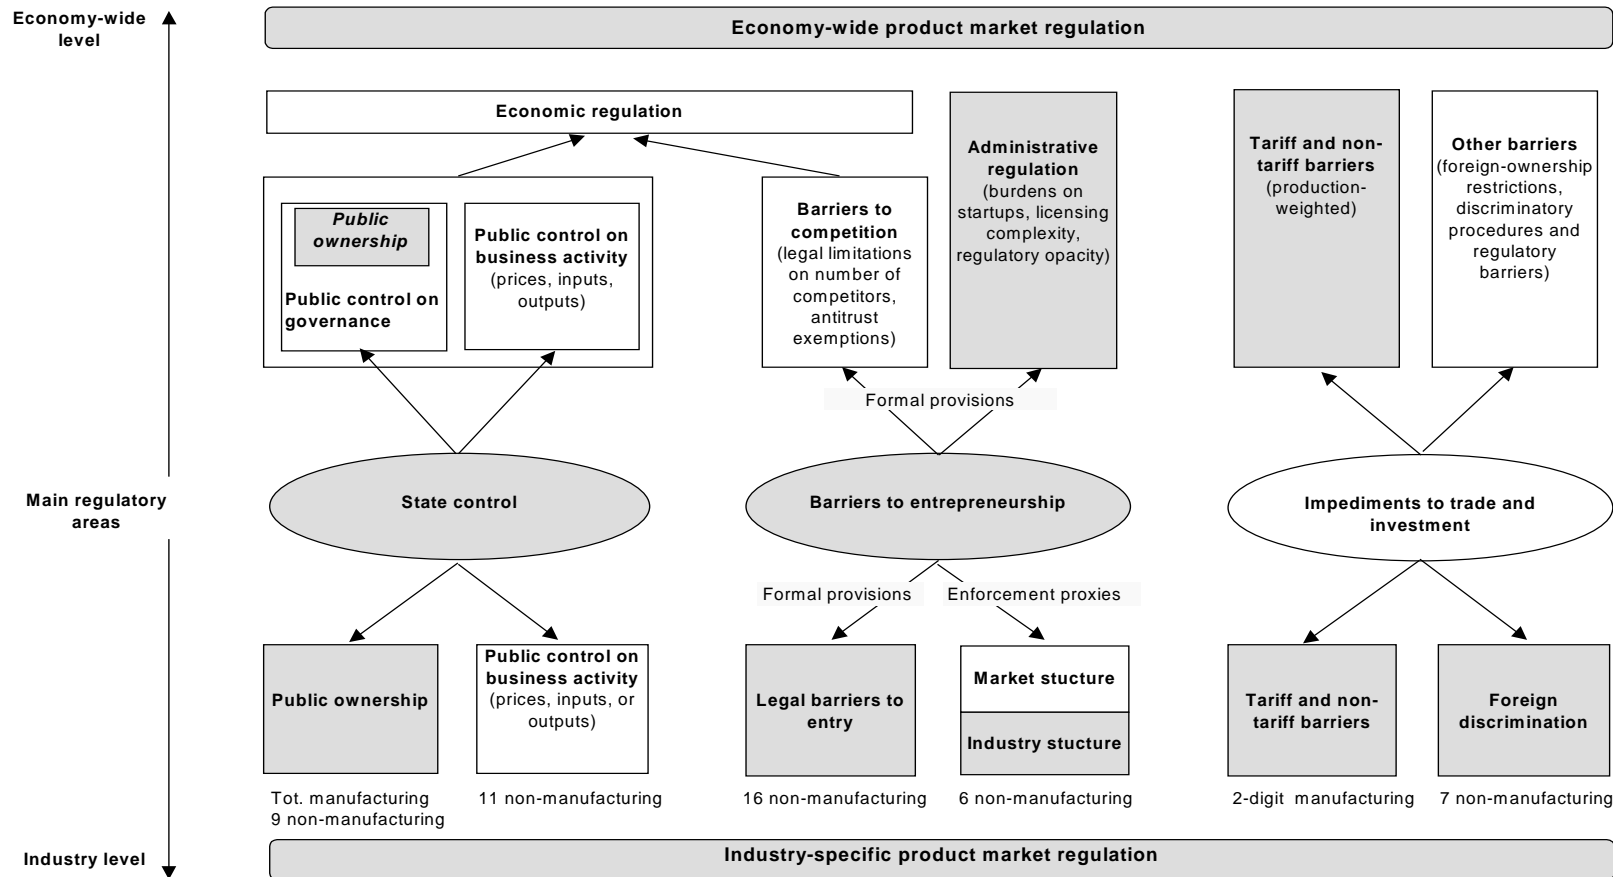 Economy-wide
level
Economy-wide product market regulation
Economic regulation
Administrative
regulation
(burdens on
startups, licensing
complexity,
regulatory opacity)
Tariff and non-
tariff barriers
(production-
weighted)
Other barriers
(foreign-ownership
restrictions,
discriminatory
procedures and
regulatory
barriers)
Public
ownership
Public control on
governance
Public control on
business activity
(prices, inputs,
outputs)
Barriers to
competition
(legal limitations
on number of
competitors,
antitrust
exemptions)
Formal provisions
Main regulatory
areas
State control
Barriers to entrepreneurship
Impediments to trade and
investment
Formal provisions
Enforcement proxies
Public ownership
Public control on
business activity
(prices, inputs, or
outputs)
Legal barriers to
entry
Market stucture
Industry stucture
Tariff and non-
tariff barriers
Foreign
discrimination
Tot. manufacturing
9 non-manufacturing
11 non-manufacturing
16 non-manufacturing
6 non-manufacturing
2-digit manufacturing
7 non-manufacturing
Industry level
Industry-specific product market regulation